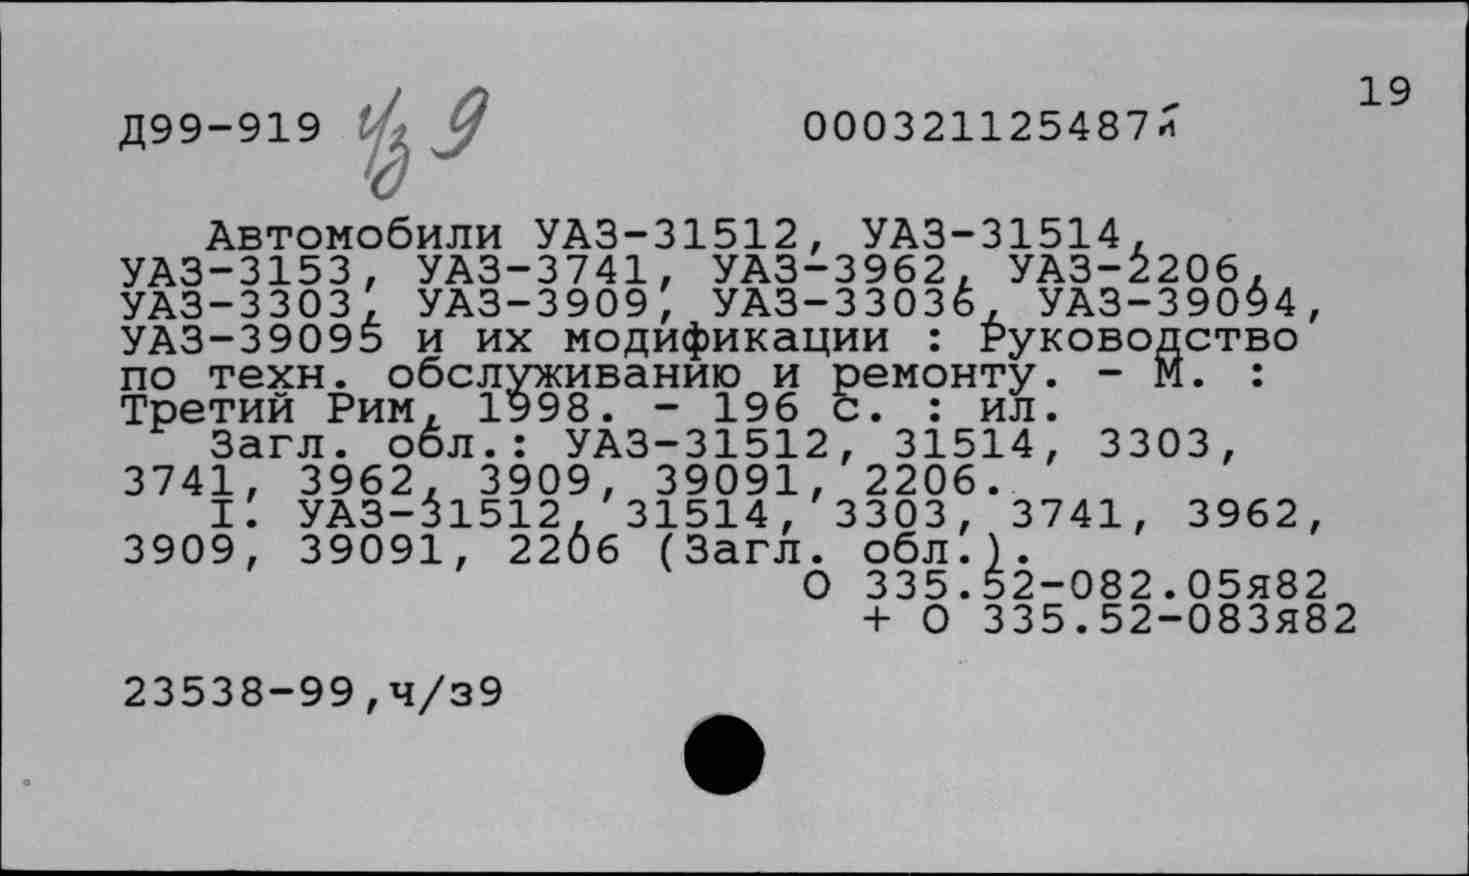 19
Д99-919 ч/з 9 000321125487
Автомобили УАЗ-31512, УАЗ-31514,
УАЗ-3153, УАЗ-3741, УАЗ-3962, УАЗ-2206,
УАЗ-3303, УАЗ-3909, УАЗ-33036, УАЗ-39094,
УАЗ-39095 и их модификации : Руководство
по техн. обслуживанию и ремонту. - М. :
Третий Рим, 1998. - 196 с. : ил.
Загл. обл.: УАЗ-31512, 31514, 3303,
3741, 3962, 3909, 39091, 2206.
I. УАЗ-31512, 31514, 3303, 3741, 3962,
3909, 39091, 2206 (Загл. обл.).
О 335.52-082.05я82
+ О 335.52-083я82
23538-99,ч/з9